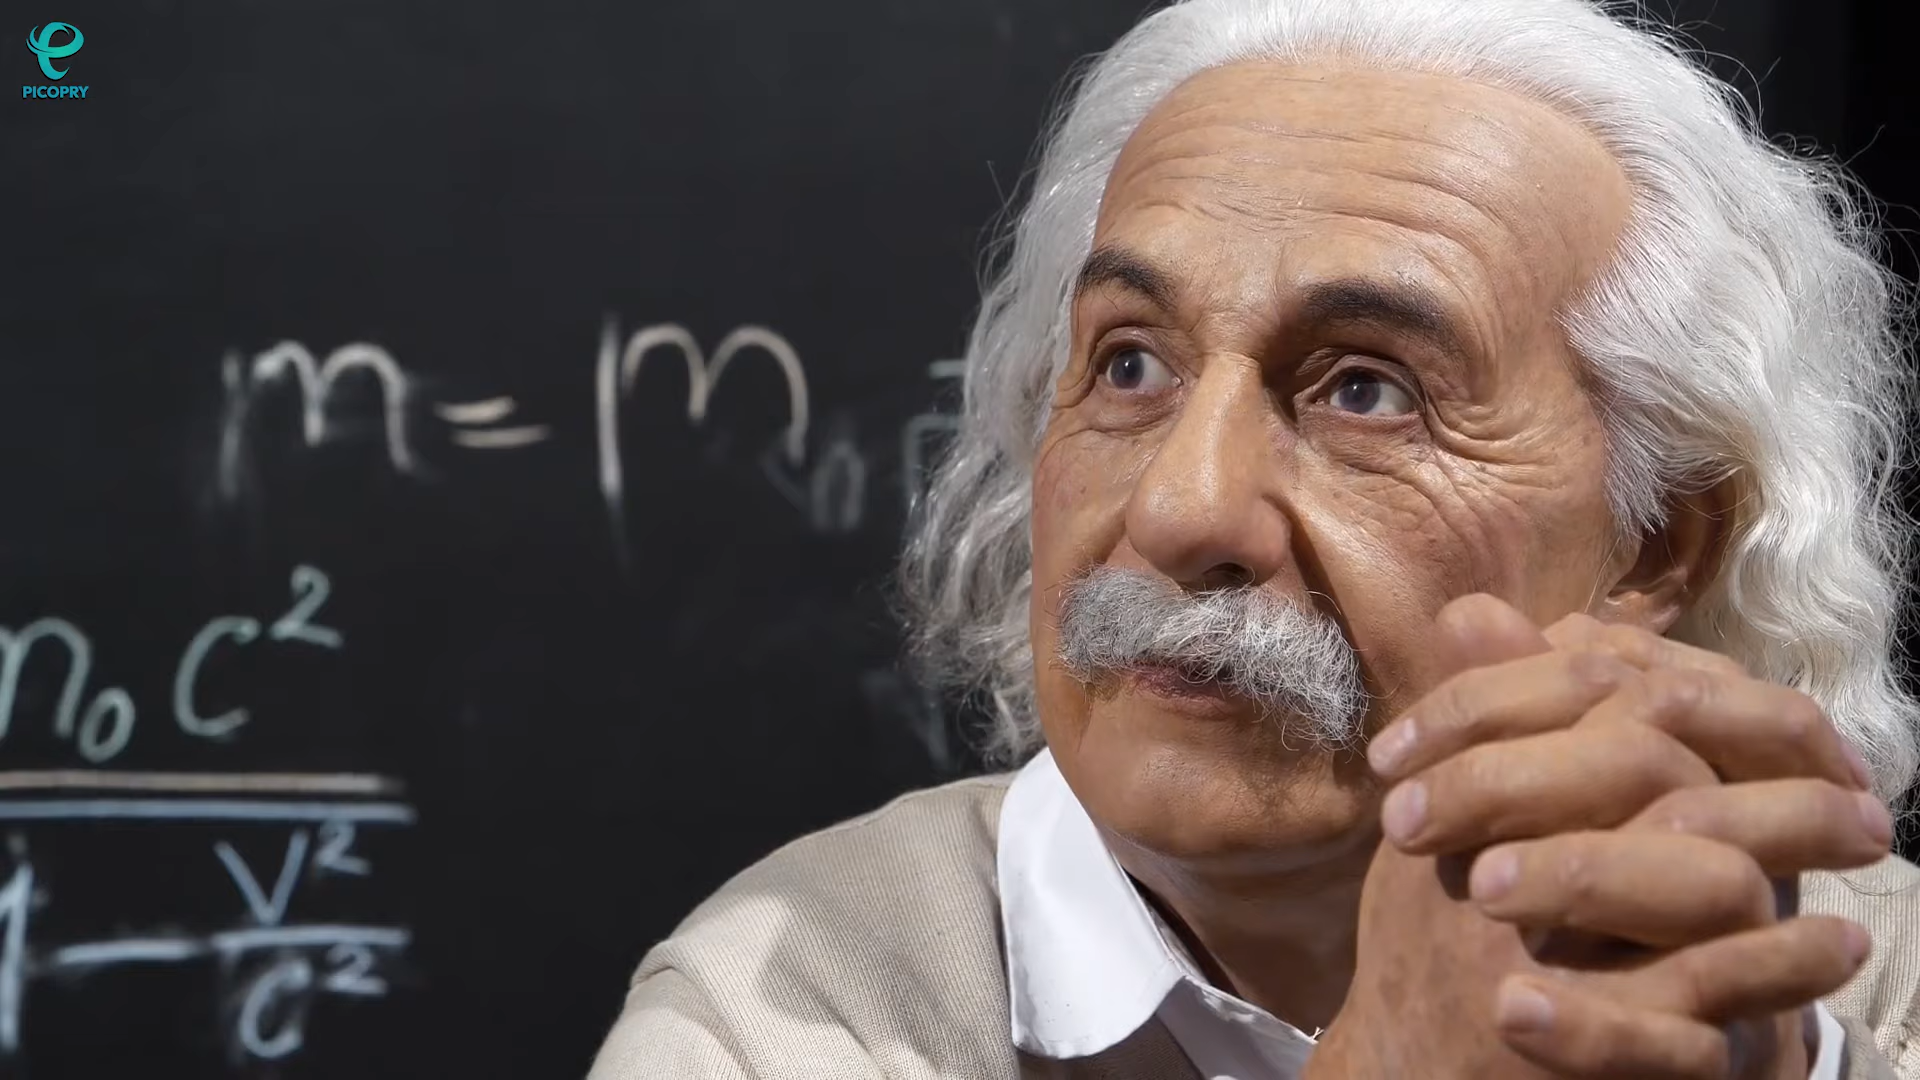 PICOPRY
m = m₀
m₀c²
1 - v²
c²